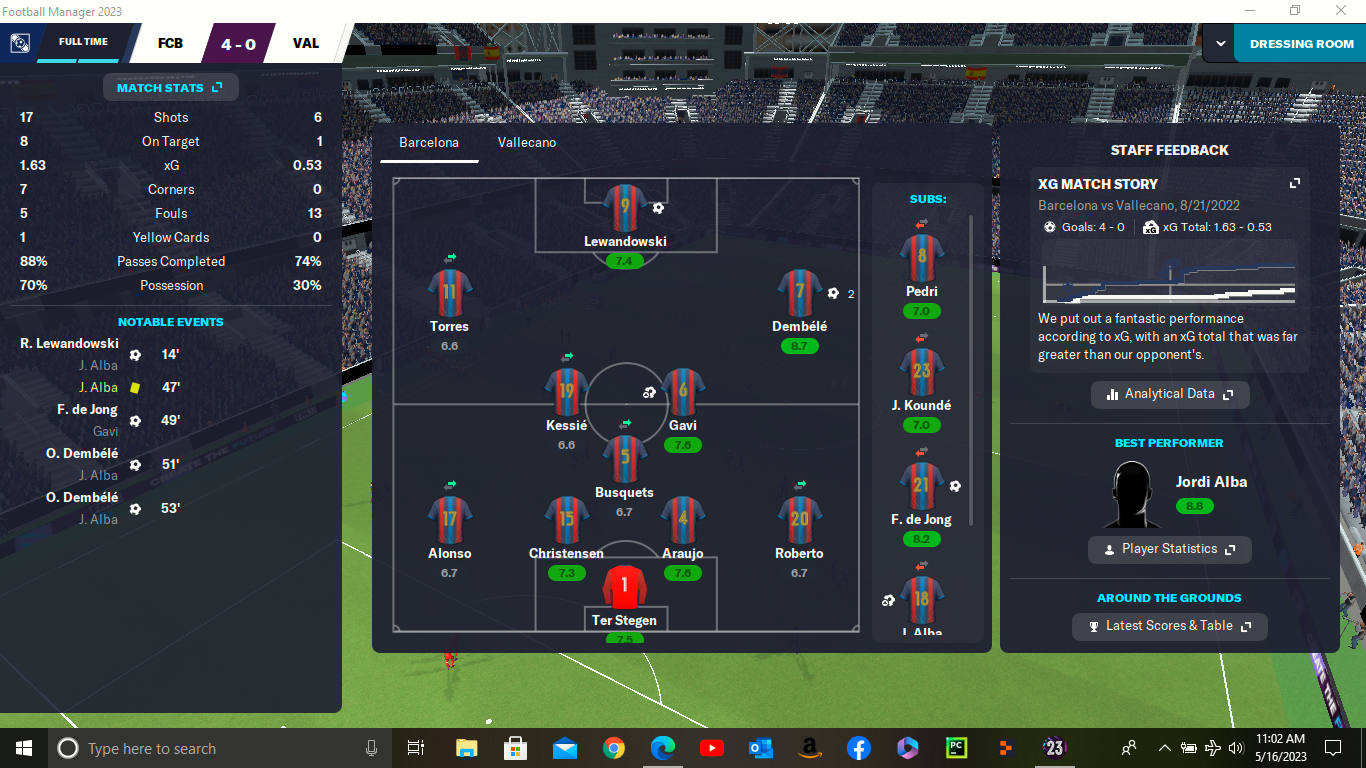 Football Manager 2023
FULL TIME
FCB
4 - 0
VAL
DRESSING ROOM
MATCH STATS
17 Shots 6
8 On Target 1
1.63 xG 0.53
7 Corners 0
5 Fouls 13
1 Yellow Cards 0
88% Passes Completed 74%
70% Possession 30%
NOTABLE EVENTS
R. Lewandowski
J. Alba
14'
J. Alba 47'
F. de Jong
Gavi
49'
O. Dembélé
J. Alba
51'
O. Dembélé
J. Alba
53'
Barcelona
Vallecano
9
Lewandowski
7.4
11
Torres
6.6
7
2
Dembélé
8.7
19
Kessié
6.6
6
Gavi
7.6
5
Busquets
6.7
17
Alonso
6.7
15
Christensen
7.3
4
Araujo
7.6
20
Roberto
6.7
1
Ter Stegen
7.5
SUBS:
8
Pedri
7.0
23
J. Koundé
7.0
21
F. de Jong
8.2
18
J. Alba
STAFF FEEDBACK
XG MATCH STORY
Barcelona vs Vallecano, 8/21/2022
Goals: 4 - 0 xG xG Total: 1.63 - 0.53
We put out a fantastic performance
according to xG, with an xG total that was far
greater than our opponent's.
Analytical Data
BEST PERFORMER
Jordi Alba
8.8
Player Statistics
AROUND THE GROUNDS
Latest Scores & Table
Type here to search
PC
23
11:02 AM
5/16/2023